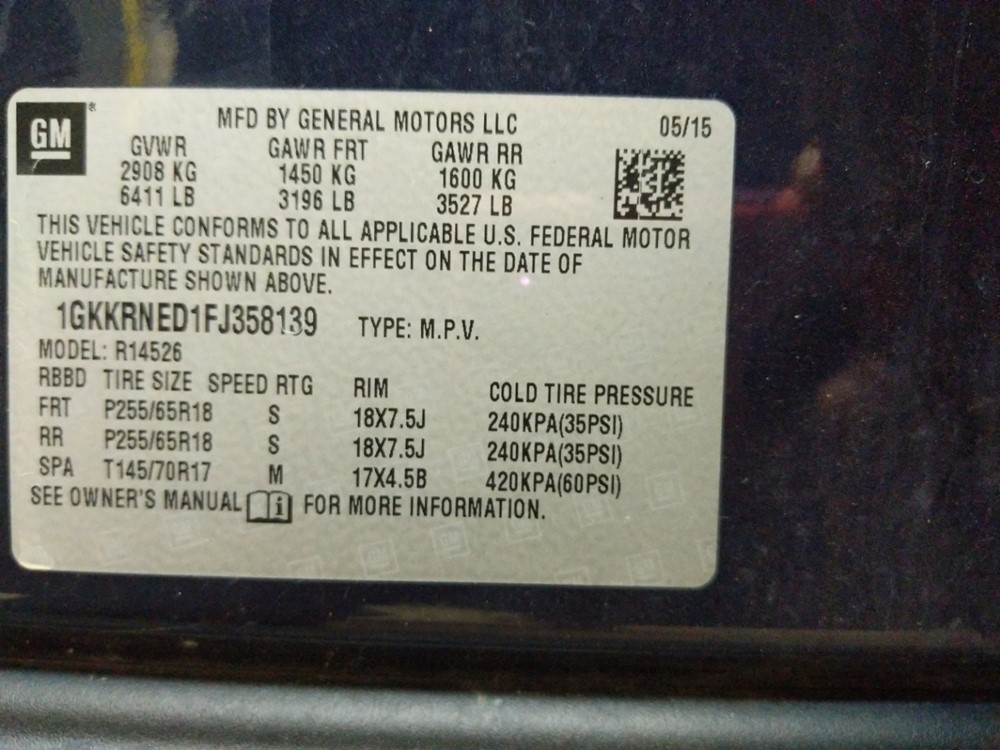 GM ®
MFD BY GENERAL MOTORS LLC 05/15
GVWR GAWR FRT GAWR RR
2908 KG 1450 KG 1600 KG
6411 LB 3196 LB 3527 LB
THIS VEHICLE CONFORMS TO ALL APPLICABLE U.S. FEDERAL MOTOR
VEHICLE SAFETY STANDARDS IN EFFECT ON THE DATE OF
MANUFACTURE SHOWN ABOVE.
1GKKRNED1FJ358139 TYPE: M.P.V.
MODEL: R14526
RBBD TIRE SIZE SPEED RTG RIM COLD TIRE PRESSURE
FRT P255/65R18 S 18X7.5J 240KPA(35PSI)
RR P255/65R18 S 18X7.5J 240KPA(35PSI)
SPA T145/70R17 M 17X4.5B 420KPA(60PSI)
SEE OWNER'S MANUAL i FOR MORE INFORMATION.